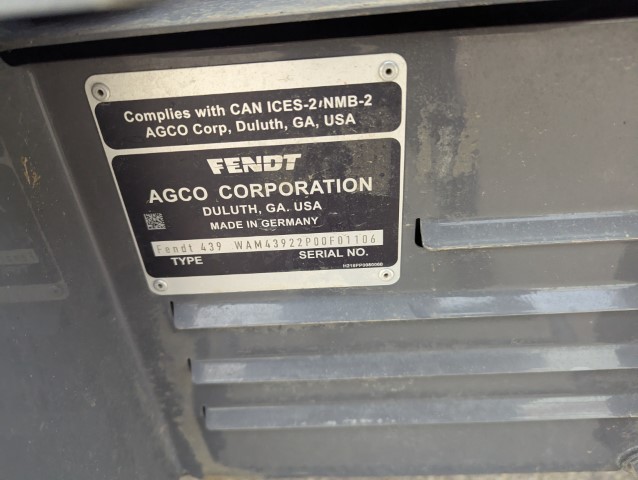 Complies with CAN ICES-2/NMB-2
AGCO Corp, Duluth, GA, USA
FENDT
AGCO CORPORATION
DULUTH, GA. USA
MADE IN GERMANY
Fendt 439 WAM43922P00F01106
TYPE SERIAL NO.